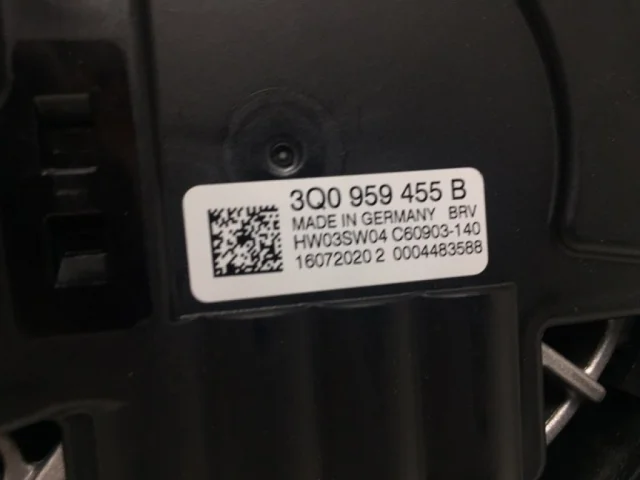 3Q0 959 455 B
MADE IN GERMANY BRV
HW03SW04 C60903-140
16072020 2 0004483588